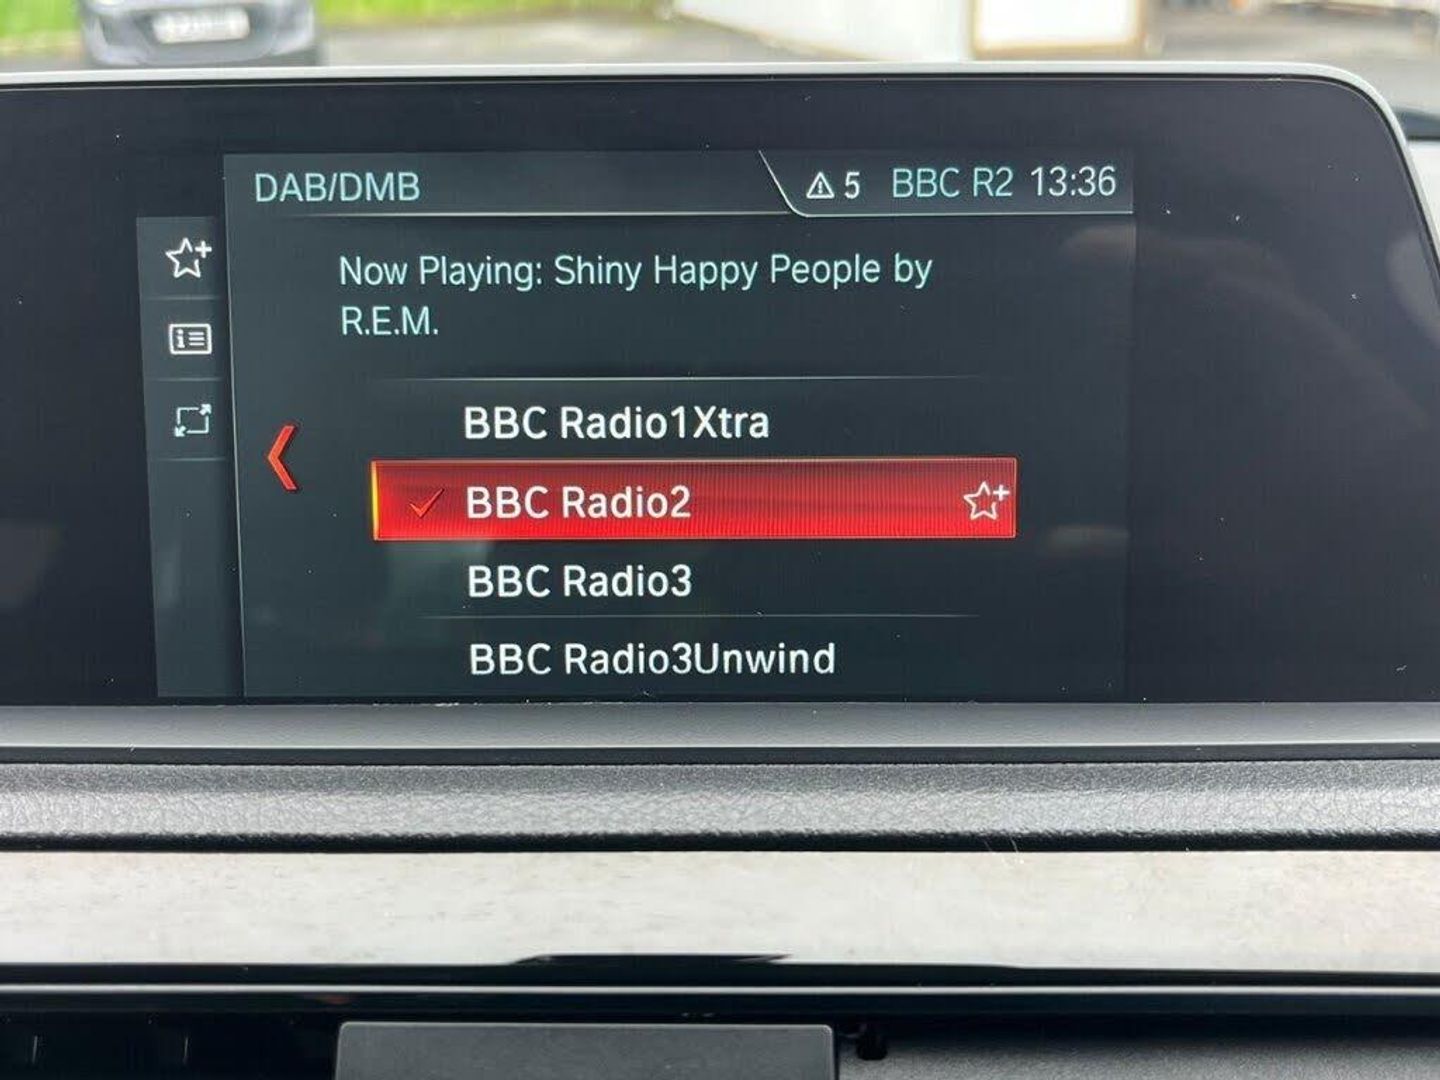 DAB/DMB
5 BBC R2 13:36
Now Playing: Shiny Happy People by
R.E.M.
BBC Radio1Xtra
BBC Radio2
BBC Radio3
BBC Radio3Unwind